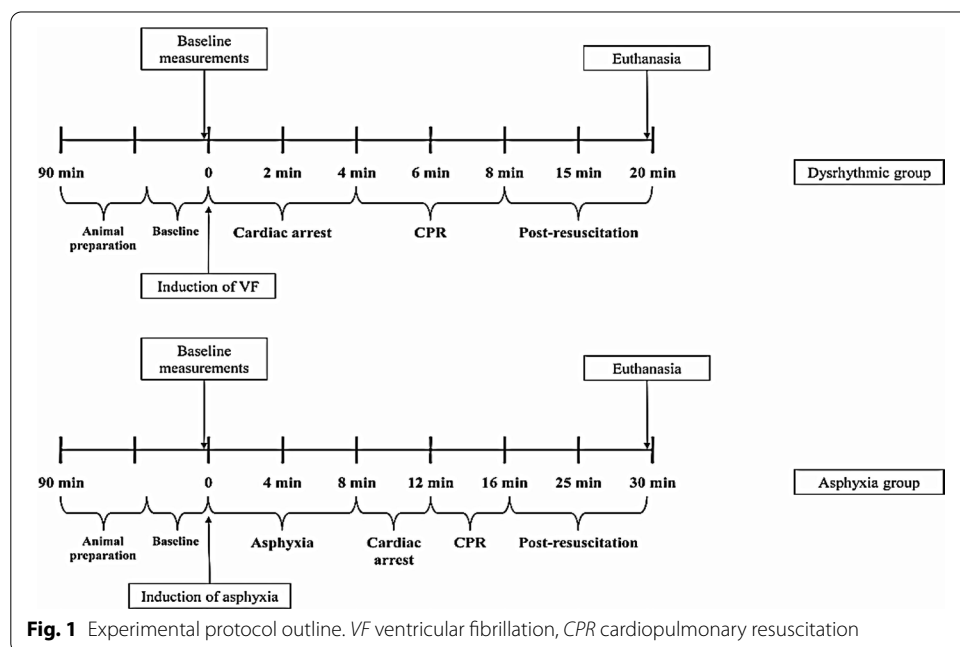 Baseline
measurements
Euthanasia
90 min 0 2 min 4 min 6 min 8 min 15 min 20 min
Dysrhythmic group
Animal
preparation
Baseline
Cardiac arrest
CPR
Post-resuscitation
Induction of VF
Baseline
measurements
Euthanasia
90 min 0 4 min 8 min 12 min 16 min 25 min 30 min
Asphyxia group
Animal
preparation
Baseline
Asphyxia
Cardiac
arrest
CPR
Post-resuscitation
Induction of asphyxia
Fig. 1 Experimental protocol outline. VF ventricular fibrillation, CPR cardiopulmonary resuscitation